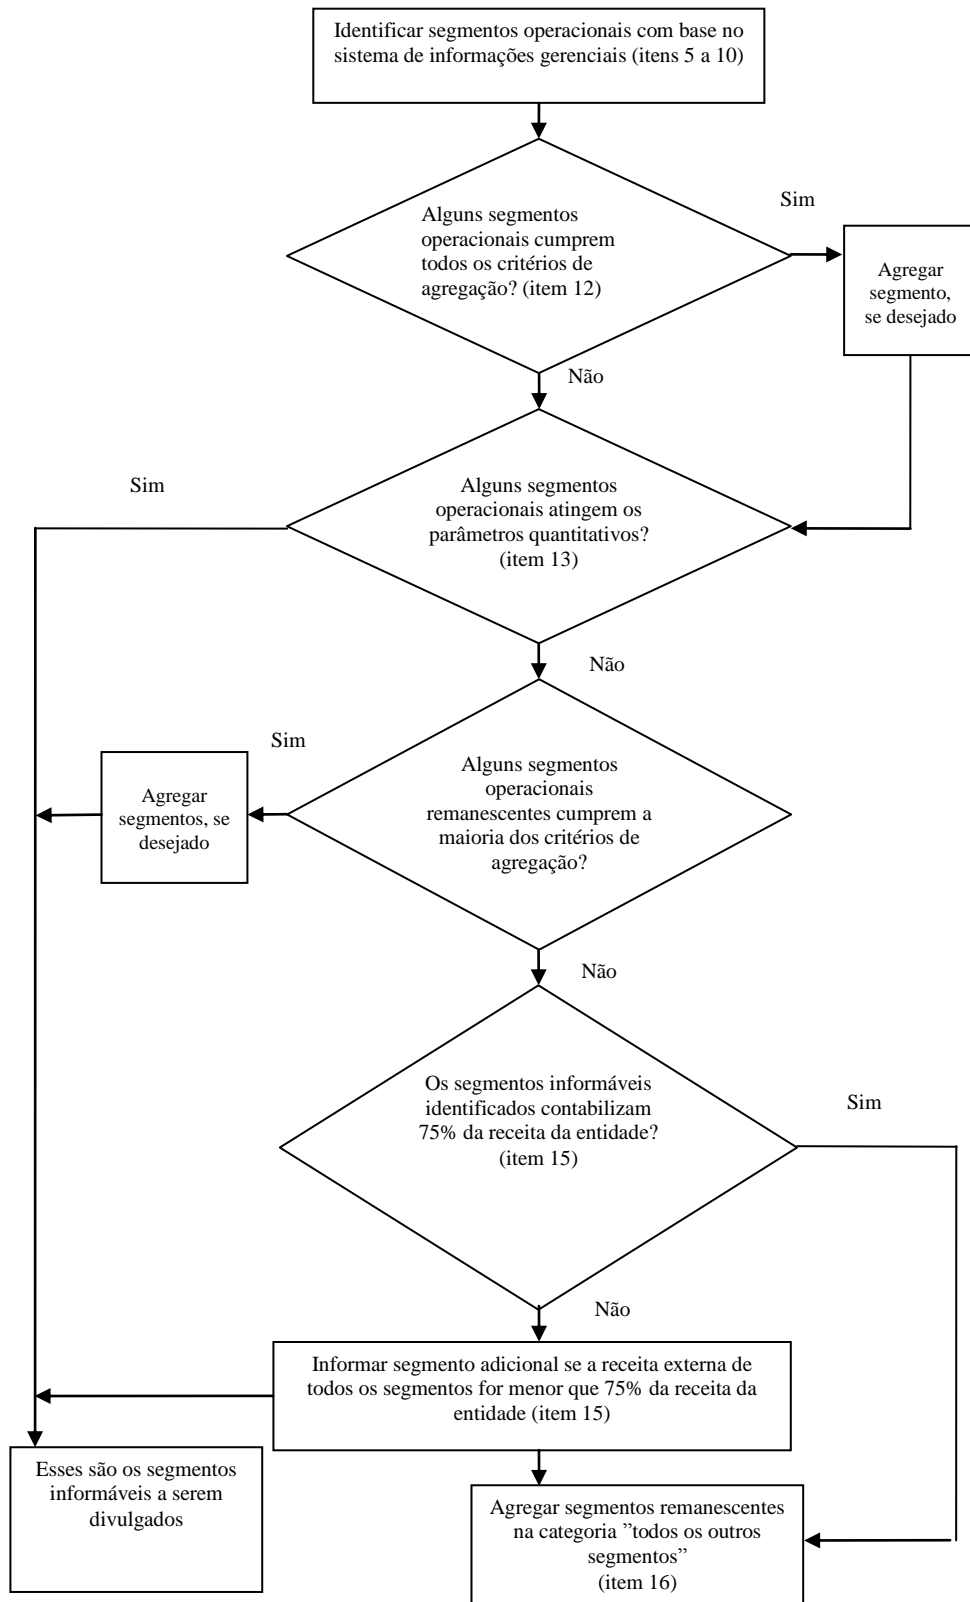 Identificar segmentos operacionais com base no
sistema de informações gerenciais (itens 5 a 10)
Sim
Alguns segmentos
operacionais cumprem
todos os critérios de
agregação? (item 12)
Agregar
segmento,
se desejado
Não
Sim
Alguns segmentos
operacionais atingem os
parâmetros quantitativos?
(item 13)
Não
Sim
Alguns segmentos
operacionais
remanescentes cumprem a
maioria dos critérios de
agregação?
Agregar
segmentos, se
desejado
Não
Os segmentos informáveis
identificados contabilizam
75% da receita da entidade?
(item 15)
Sim
Não
Informar segmento adicional se a receita externa de
todos os segmentos for menor que 75% da receita da
entidade (item 15)
Esses são os segmentos
informáveis a serem
divulgados
Agregar segmentos remanescentes
na categoria ”todos os outros
segmentos”
(item 16)